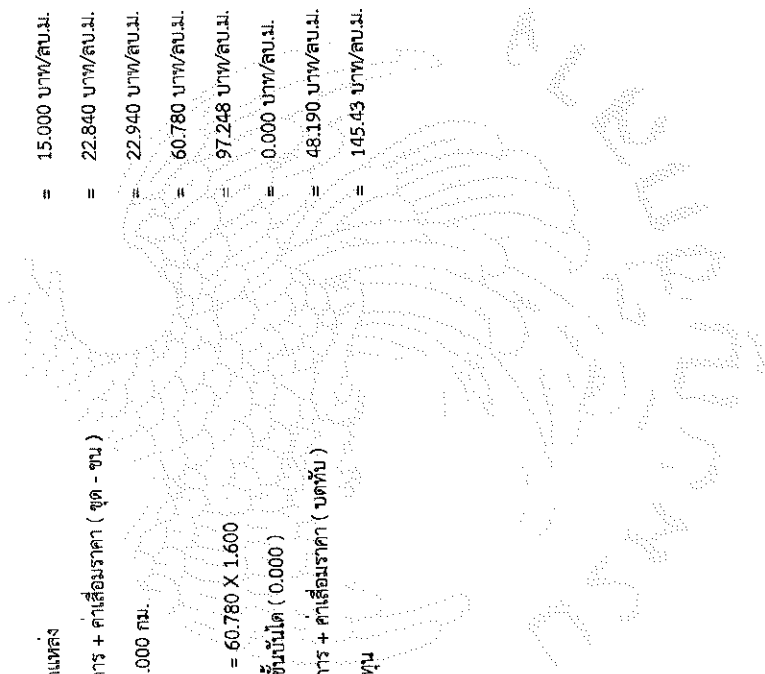 าแหล่ง = 15.000 บาท/ลบ.ม.
การ + ค่าเสื่อมราคา ( ขุด - ขน ) = 22.840 บาท/ลบ.ม.
.000 กม. = 22.940 บาท/ลบ.ม.
= 60.780 บาท/ลบ.ม.
= 60.780 X 1.600 = 97.248 บาท/ลบ.ม.
ขั้นบันได ( 0.000 ) = 0.000 บาท/ลบ.ม.
การ + ค่าเสื่อมราคา ( บดทับ ) = 48.190 บาท/ลบ.ม.
ทุน = 145.43 บาท/ลบ.ม.